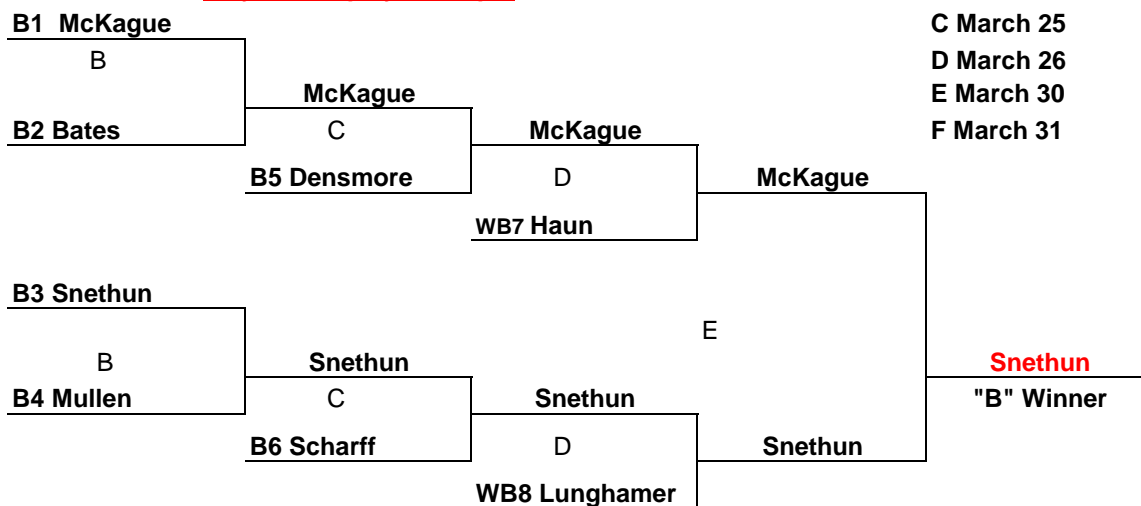 B1 McKague
C March 25
B
D March 26
McKague
E March 30
B2 Bates
C
McKague
F March 31
B5 Densmore
D
McKague
WB7 Haun
B3 Snethun
E
B
Snethun
Snethun
B4 Mullen
C
Snethun
"B" Winner
B6 Scharff
D
Snethun
WB8 Lunghamer